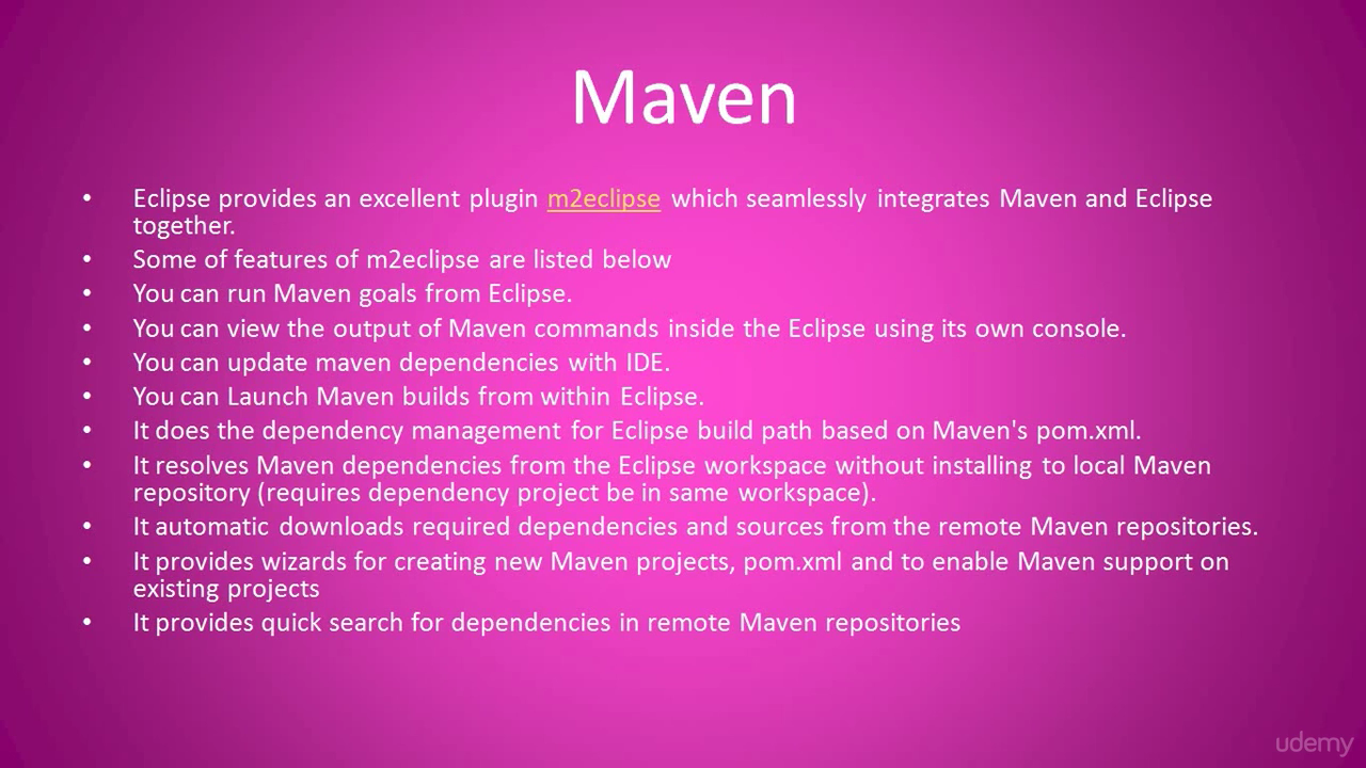 Maven
• Eclipse provides an excellent plugin m2eclipse which seamlessly integrates Maven and Eclipse
together.
• Some of features of m2eclipse are listed below
• You can run Maven goals from Eclipse.
• You can view the output of Maven commands inside the Eclipse using its own console.
• You can update maven dependencies with IDE.
• You can Launch Maven builds from within Eclipse.
• It does the dependency management for Eclipse build path based on Maven's pom.xml.
• It resolves Maven dependencies from the Eclipse workspace without installing to local Maven
repository (requires dependency project be in same workspace).
• It automatic downloads required dependencies and sources from the remote Maven repositories.
• It provides wizards for creating new Maven projects, pom.xml and to enable Maven support on
existing projects
• It provides quick search for dependencies in remote Maven repositories
udemy